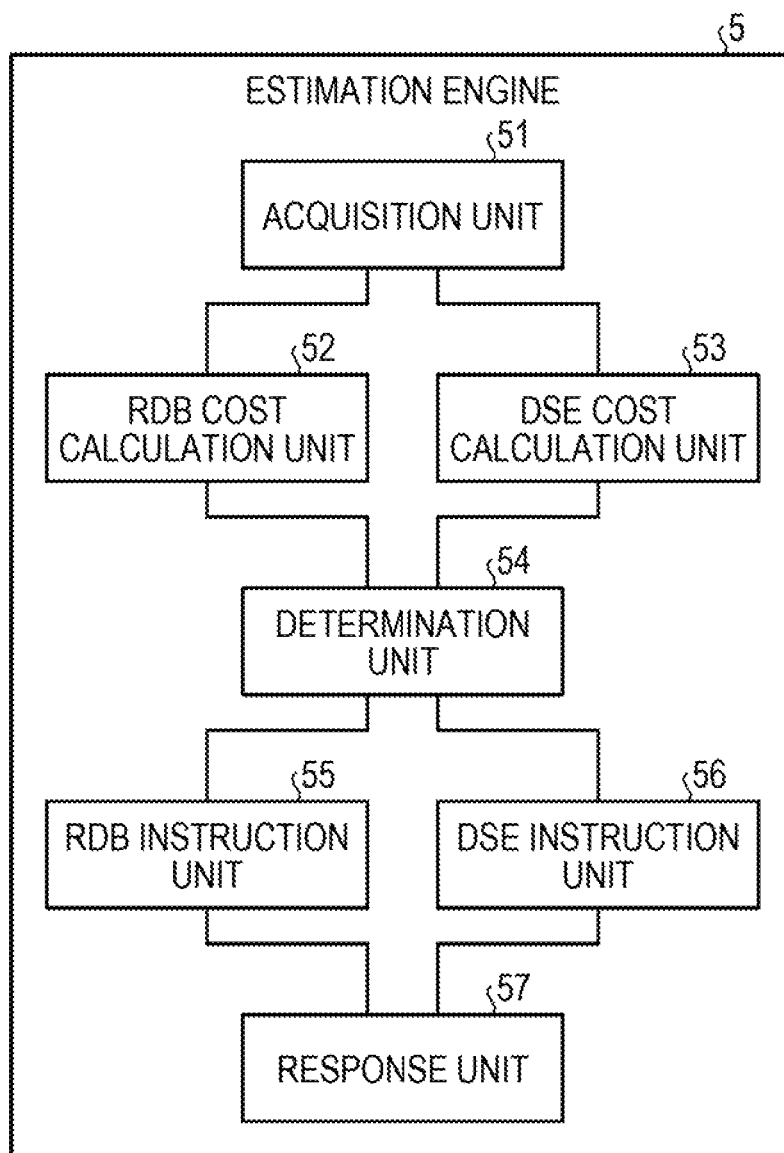 5
ESTIMATION ENGINE
51
ACQUISITION UNIT
52
RDB COST
CALCULATION UNIT
53
DSE COST
CALCULATION UNIT
54
DETERMINATION
UNIT
55
RDB INSTRUCTION
UNIT
56
DSE INSTRUCTION
UNIT
57
RESPONSE UNIT